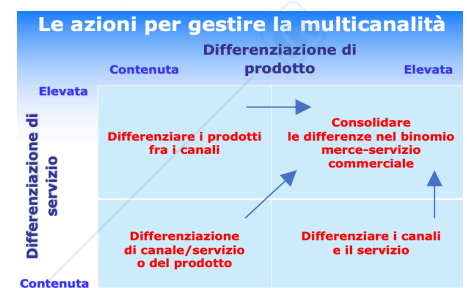 Le azioni per gestire la multicanalità
Differenziazione di
prodotto
Contenuta
Elevata
Elevata
Differenziazione di
servizio
Contenuta
Differenziare i prodotti
fra i canali
Consolidare
le differenze nel binomio
merce-servizio
commerciale
Differenziazione
di canale/servizio
o del prodotto
Differenziare i canali
e il servizio